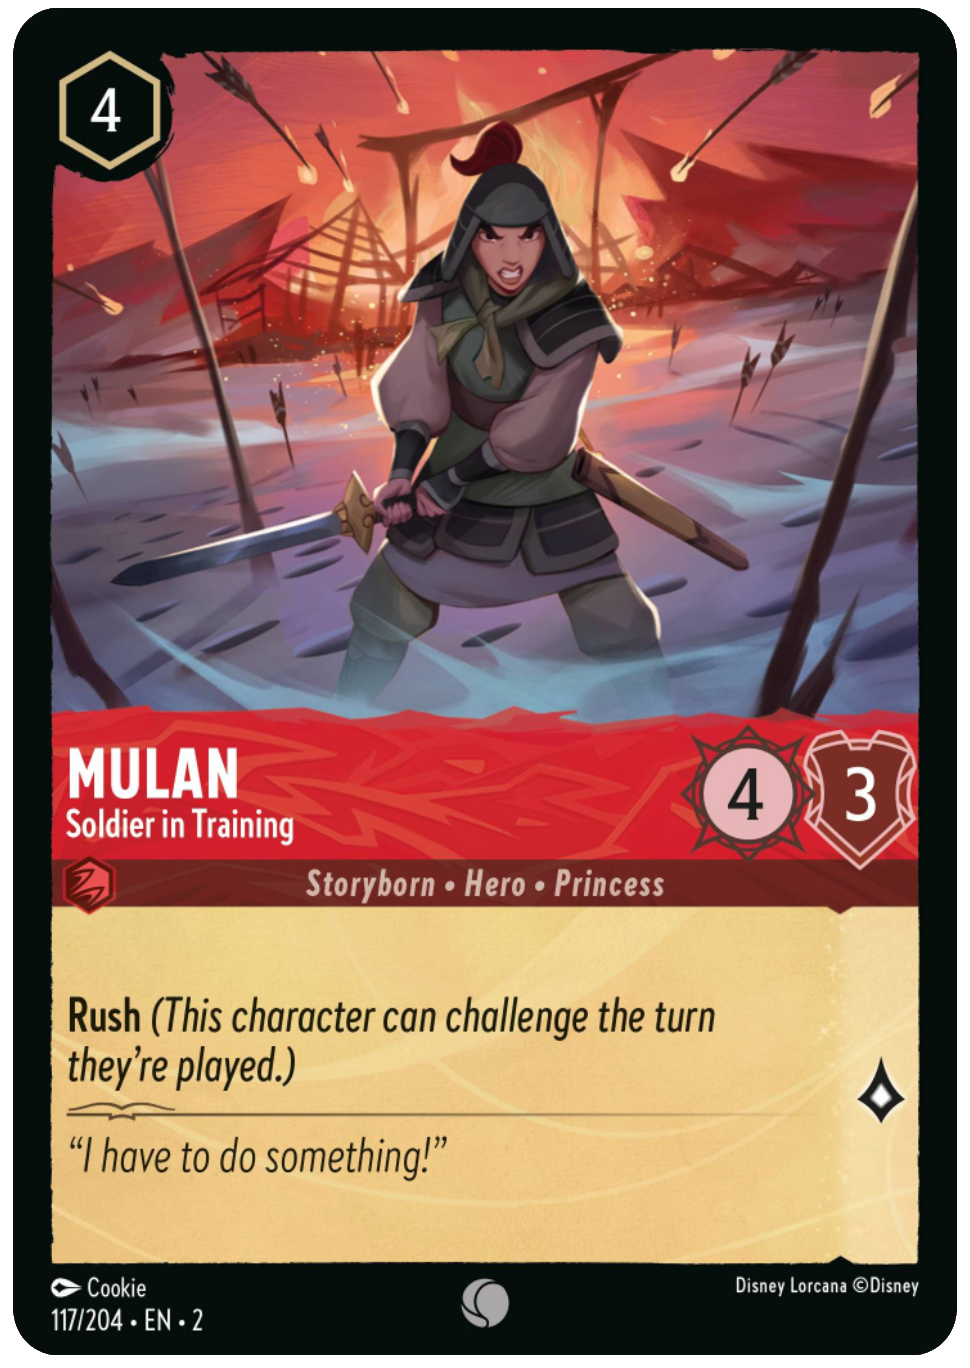 4
MULAN
Soldier in Training
4
3
Storyborn • Hero • Princess
Rush (This character can challenge the turn
they’re played.)
“I have to do something!”
Cookie
117/204 • EN • 2
Disney Lorcana ©Disney